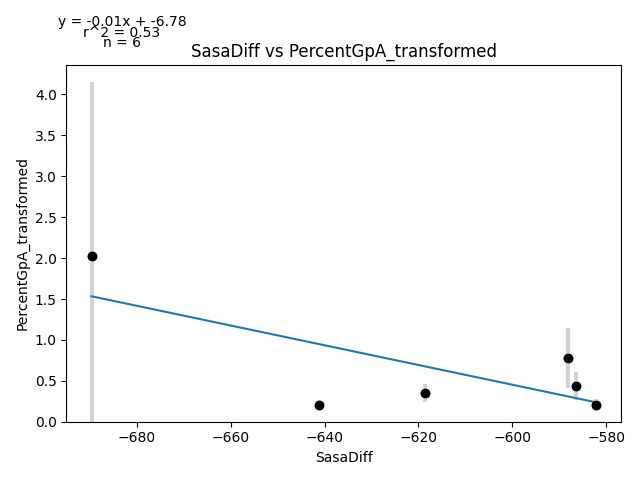 y = -0.01x + -6.78
r^2 = 0.53
n = 6
SasaDiff vs PercentGpA_transformed
PercentGpA_transformed
4.0
3.5
3.0
2.5
2.0
1.5
1.0
0.5
0.0
−680
−660
−640
−620
−600
−580
SasaDiff